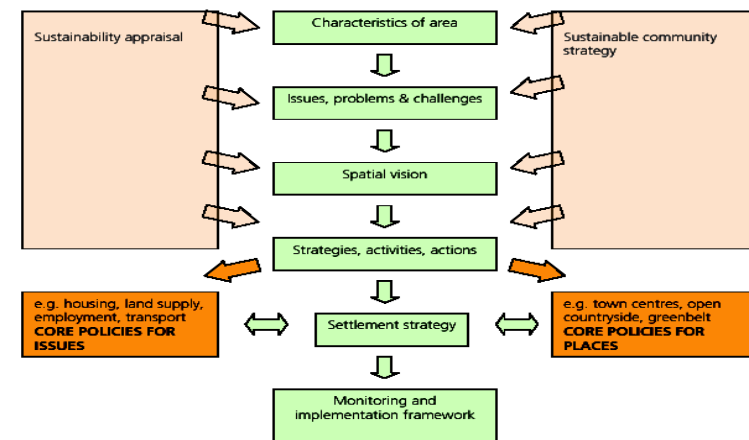 Characteristics of area
Sustainability appraisal
Sustainable community
strategy
Issues, problems & challenges
Spatial vision
Strategies, activities, actions
e.g. housing, land supply,
employment, transport
CORE POLICIES FOR
ISSUES
Settlement strategy
e.g. town centres, open
countryside, greenbelt
CORE POLICIES FOR
PLACES
Monitoring and
implementation framework